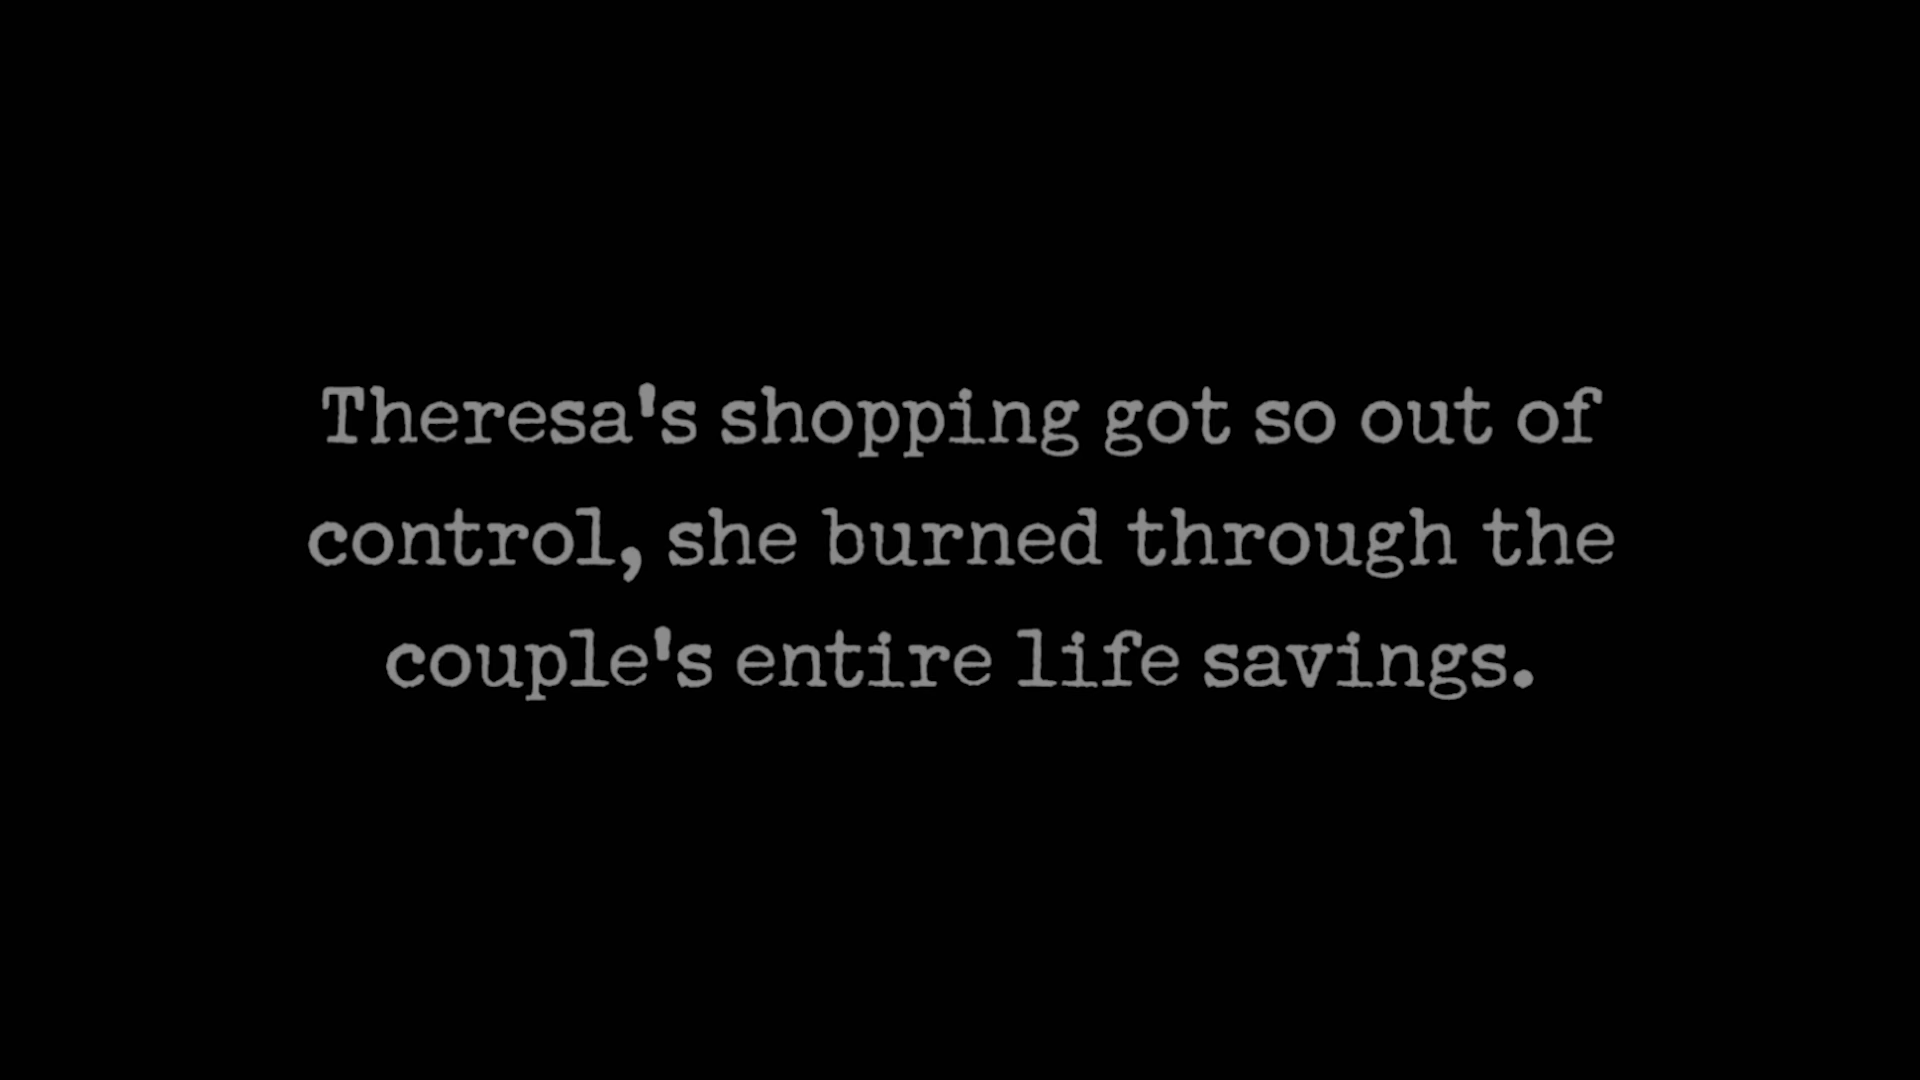 Theresa's shopping got so out of
control, she burned through the
couple's entire life savings.